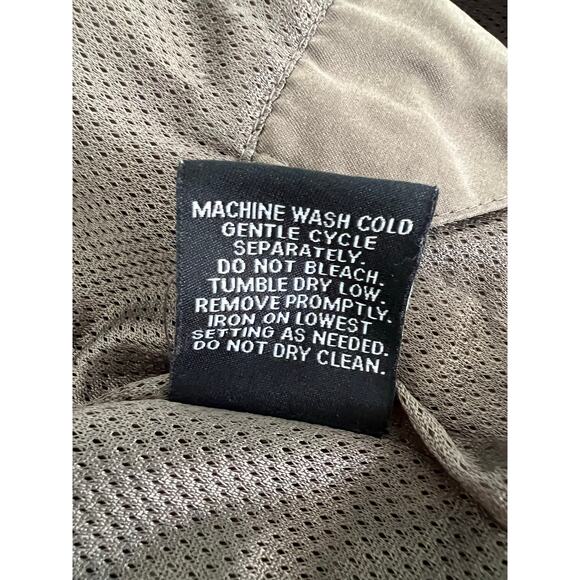 MACHINE WASH COLD
GENTLE CYCLE
SEPARATELY.
DO NOT BLEACH.
TUMBLE DRY LOW.
REMOVE PROMPTLY.
IRON ON LOWEST
SETTING AS NEEDED.
DO NOT DRY CLEAN.